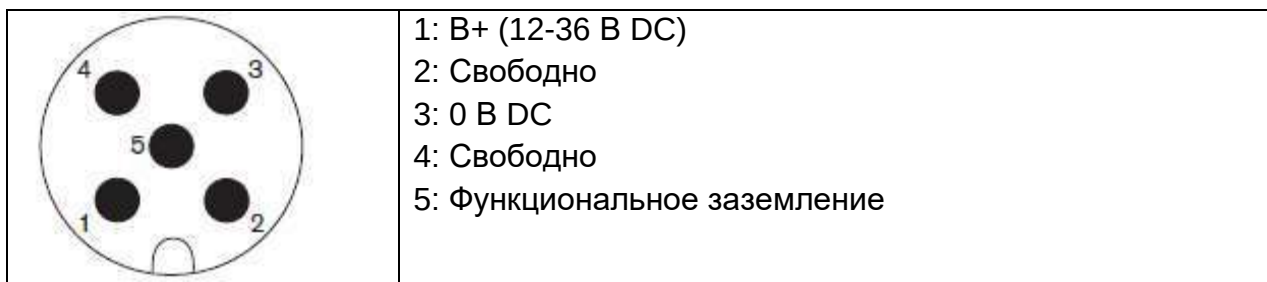 4
3
5
1
2
1: B+ (12-36 В DC)
2: Свободно
3: 0 В DC
4: Свободно
5: Функциональное заземление